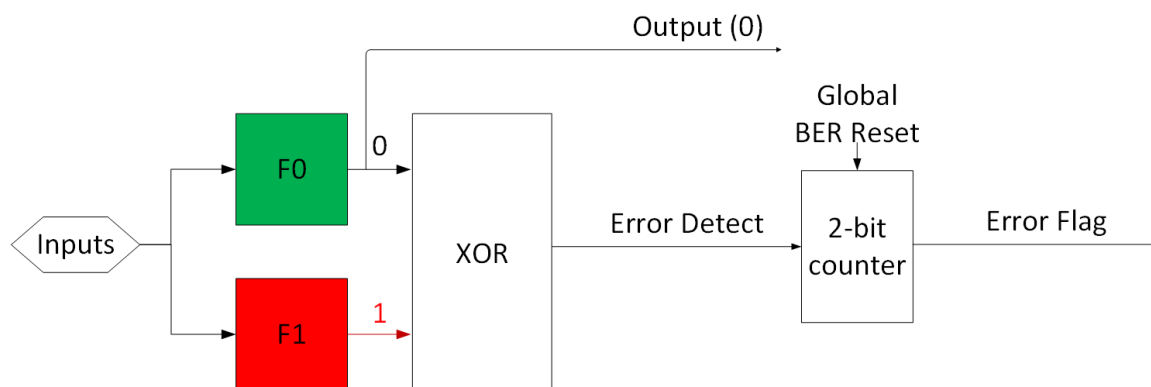 Output (0)
Global
BER Reset
F0
0
Inputs
XOR
Error Detect
2-bit
counter
Error Flag
F1
1